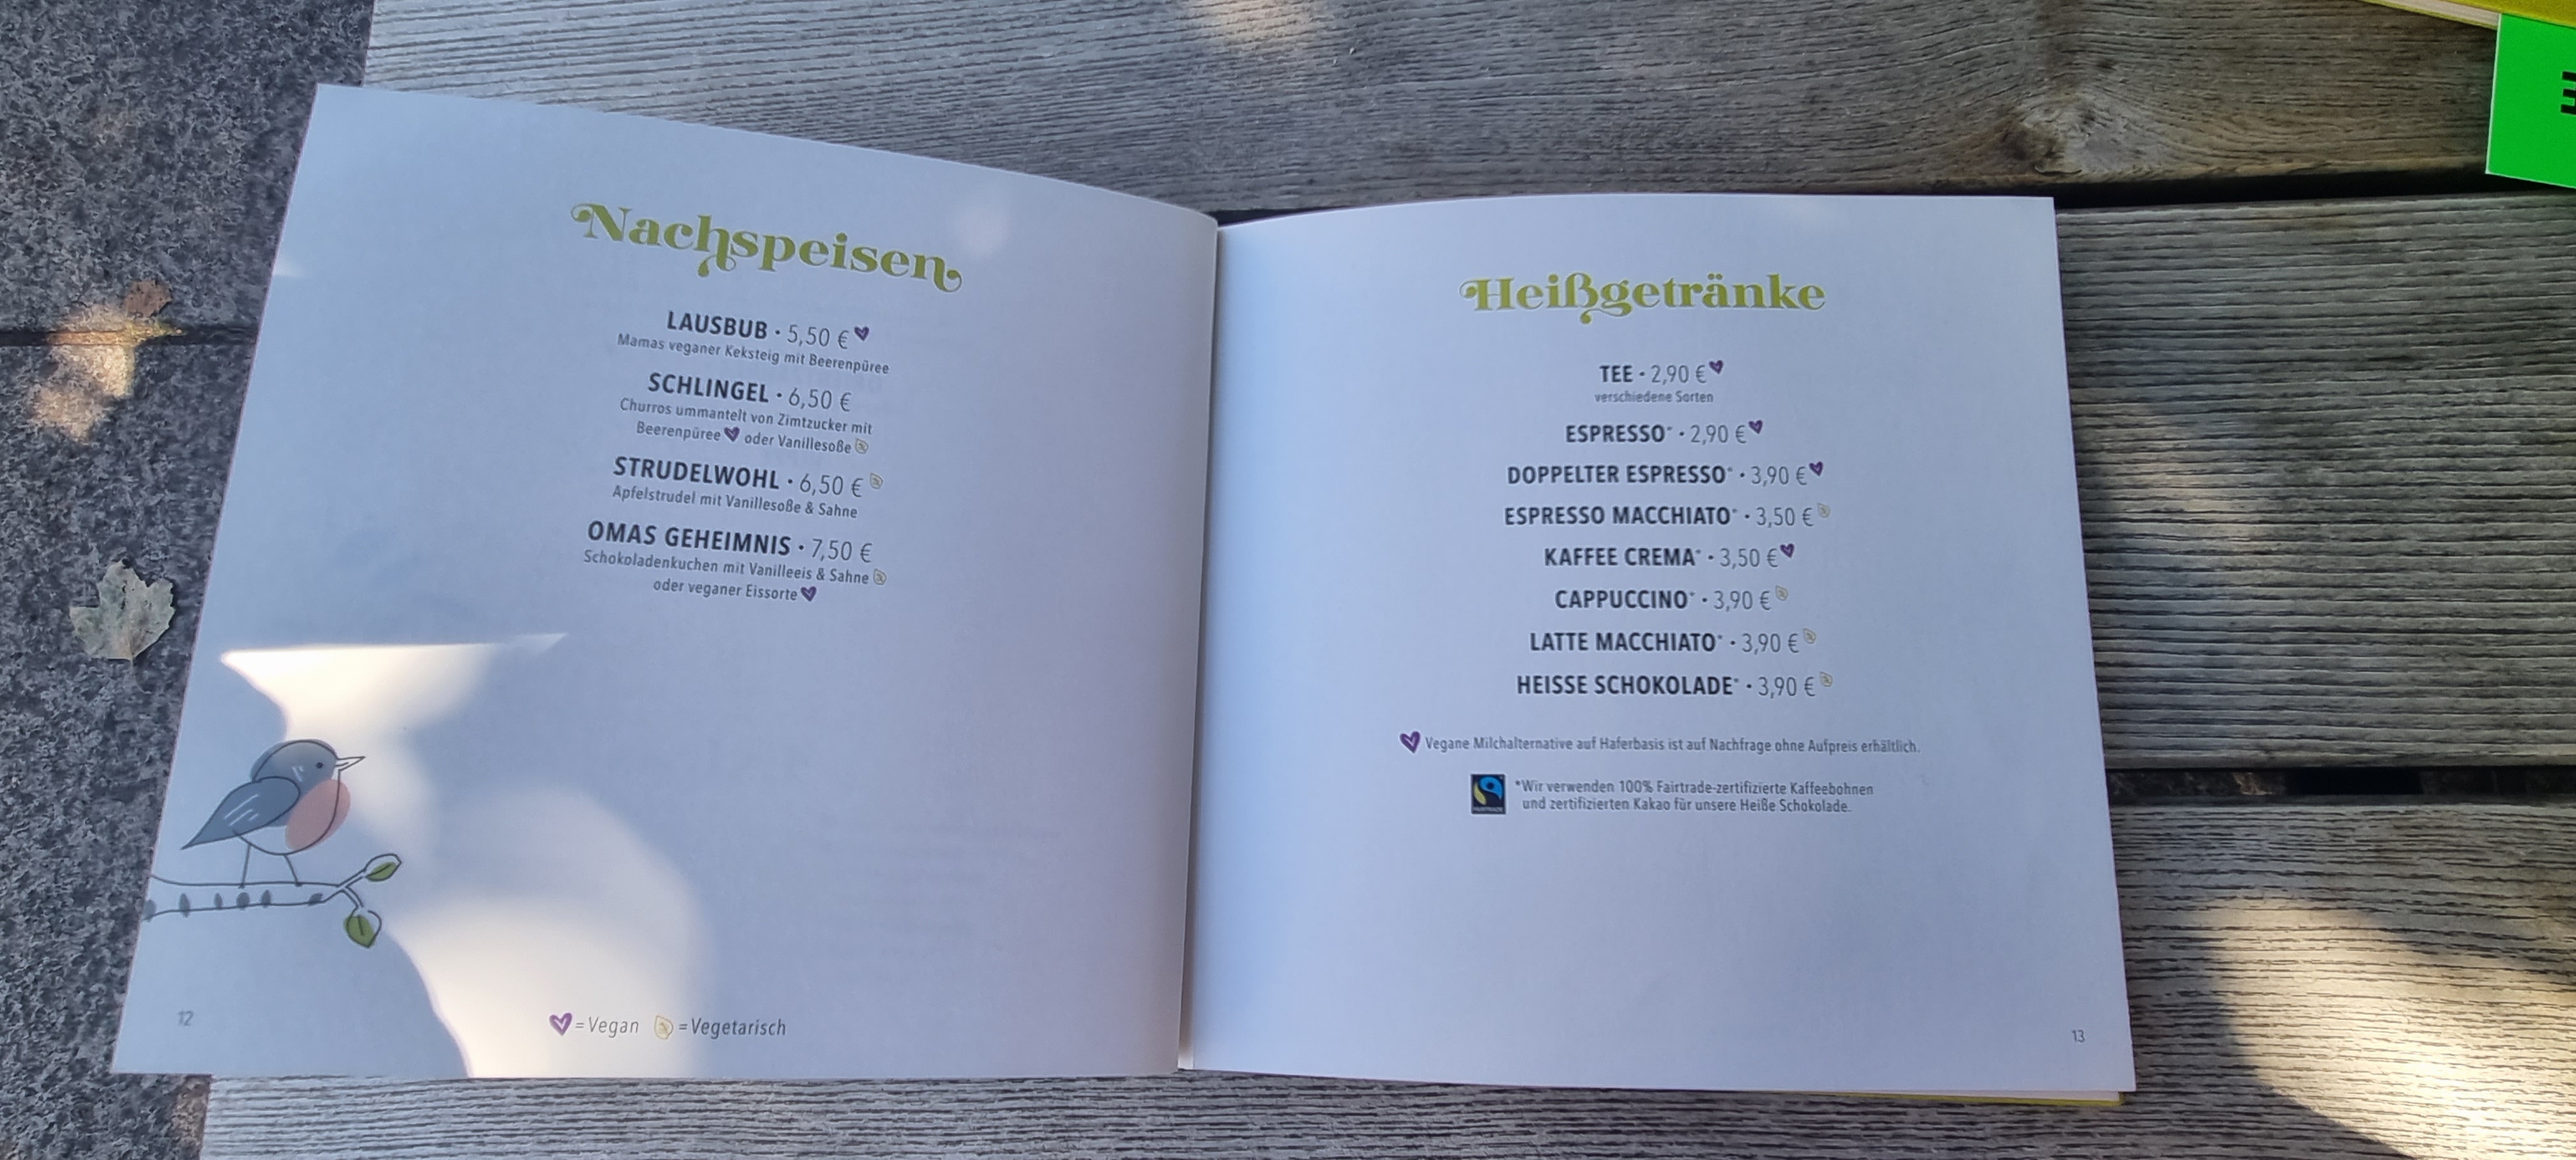 Nachspeisen
LAUSBUB · 5,50 €
Mamas veganer Keksteig mit Beerenpüree
SCHLINGEL · 6,50 €
Churros ummantelt von Zimtzucker mit
Beerenpüree oder Vanillesoße
STRUDELWOHL · 6,50 €
Apfelstrudel mit Vanillesoße & Sahne
OMAS GEHEIMNIS · 7,50 €
Schokoladenkuchen mit Vanilleeis & Sahne
oder veganer Eissorte
12
= Vegan = Vegetarisch
Heißgetränke
TEE · 2,90 €
verschiedene Sorten
ESPRESSO* · 2,90 €
DOPPELTER ESPRESSO* · 3,90 €
ESPRESSO MACCHIATO* · 3,50 €
KAFFEE CREMA* · 3,50 €
CAPPUCCINO* · 3,90 €
LATTE MACCHIATO* · 3,90 €
HEISSE SCHOKOLADE* · 3,90 €
Vegane Milchalternative auf Haferbasis ist auf Nachfrage ohne Aufpreis erhältlich.
*Wir verwenden 100% Fairtrade-zertifizierte Kaffeebohnen
und zertifizierten Kakao für unsere Heiße Schokolade.
FAIRTRADE
13